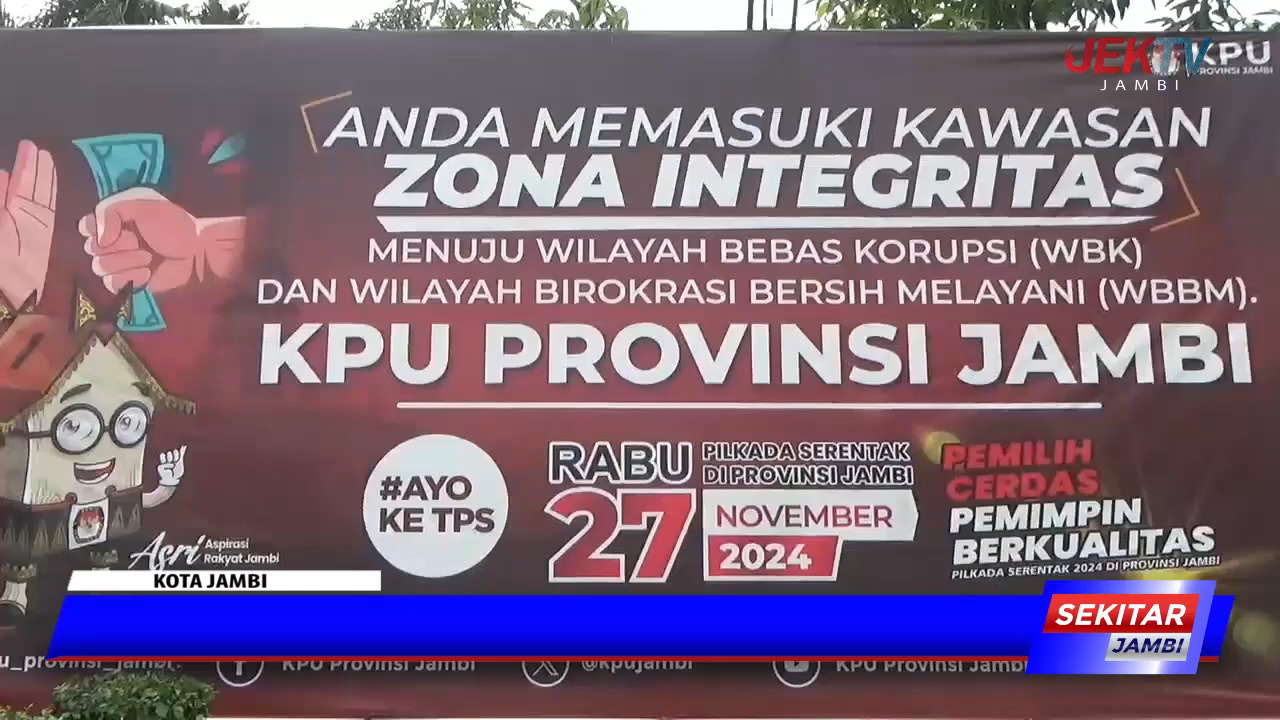 JEKTV
JAMBI
KPU
PROVINSI JAMBI
ANDA MEMASUKI KAWASAN
ZONA INTEGRITAS
MENUJU WILAYAH BEBAS KORUPSI (WBK)
DAN WILAYAH BIROKRASI BERSIH MELAYANI (WBBM).
KPU PROVINSI JAMBI
#AYO
KE TPS
RABU
27
PILKADA SERENTAK
DI PROVINSI JAMBI
NOVEMBER
2024
PEMILIH
CERDAS
PEMIMPIN
BERKUALITAS
PILKADA SERENTAK 2024 DI PROVINSI JAMBI
Asri
Aspirasi
Rakyat Jambi
KOTA JAMBI
SEKITAR
JAMBI
u_provinsi_jambi
KPU Provinsi Jambi
@kpujambi
KPU Provinsi Jambi